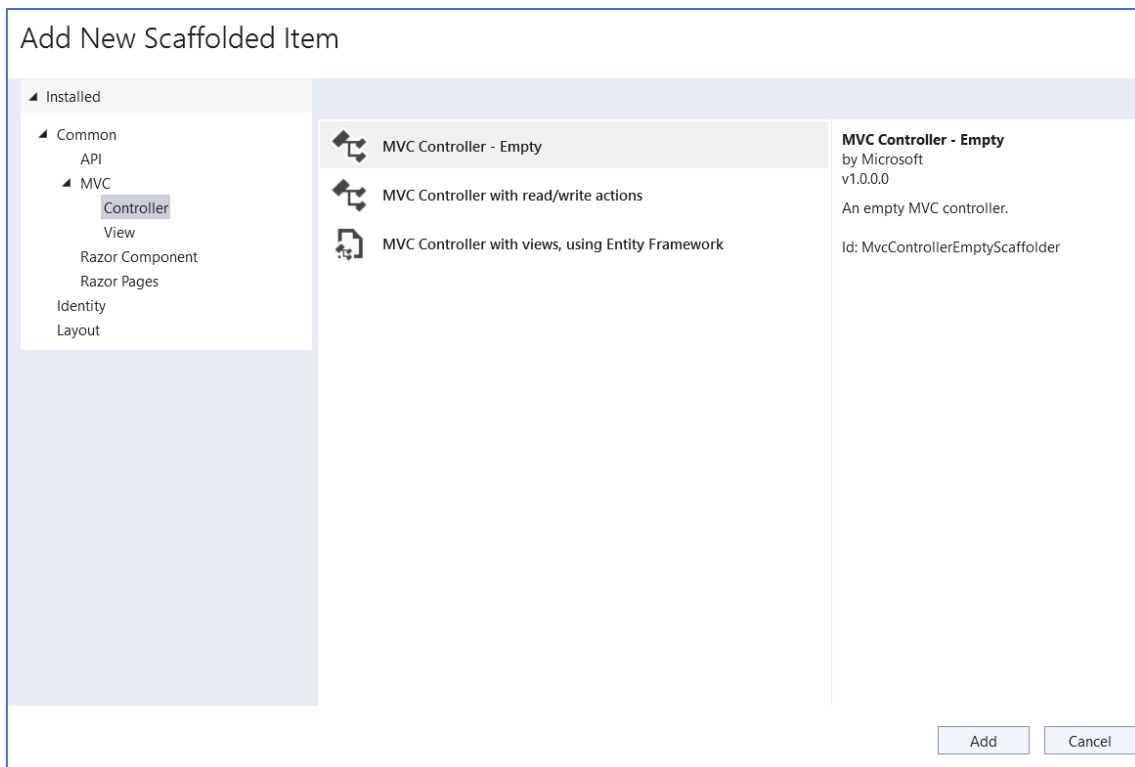 Add New Scaffolded Item
Installed
Common
API
MVC
Controller
View
Razor Component
Razor Pages
Identity
Layout
MVC Controller - Empty
MVC Controller with read/write actions
MVC Controller with views, using Entity Framework
MVC Controller - Empty
by Microsoft
v1.0.0.0
An empty MVC controller.
Id: MvcControllerEmptyScaffolder
Add
Cancel